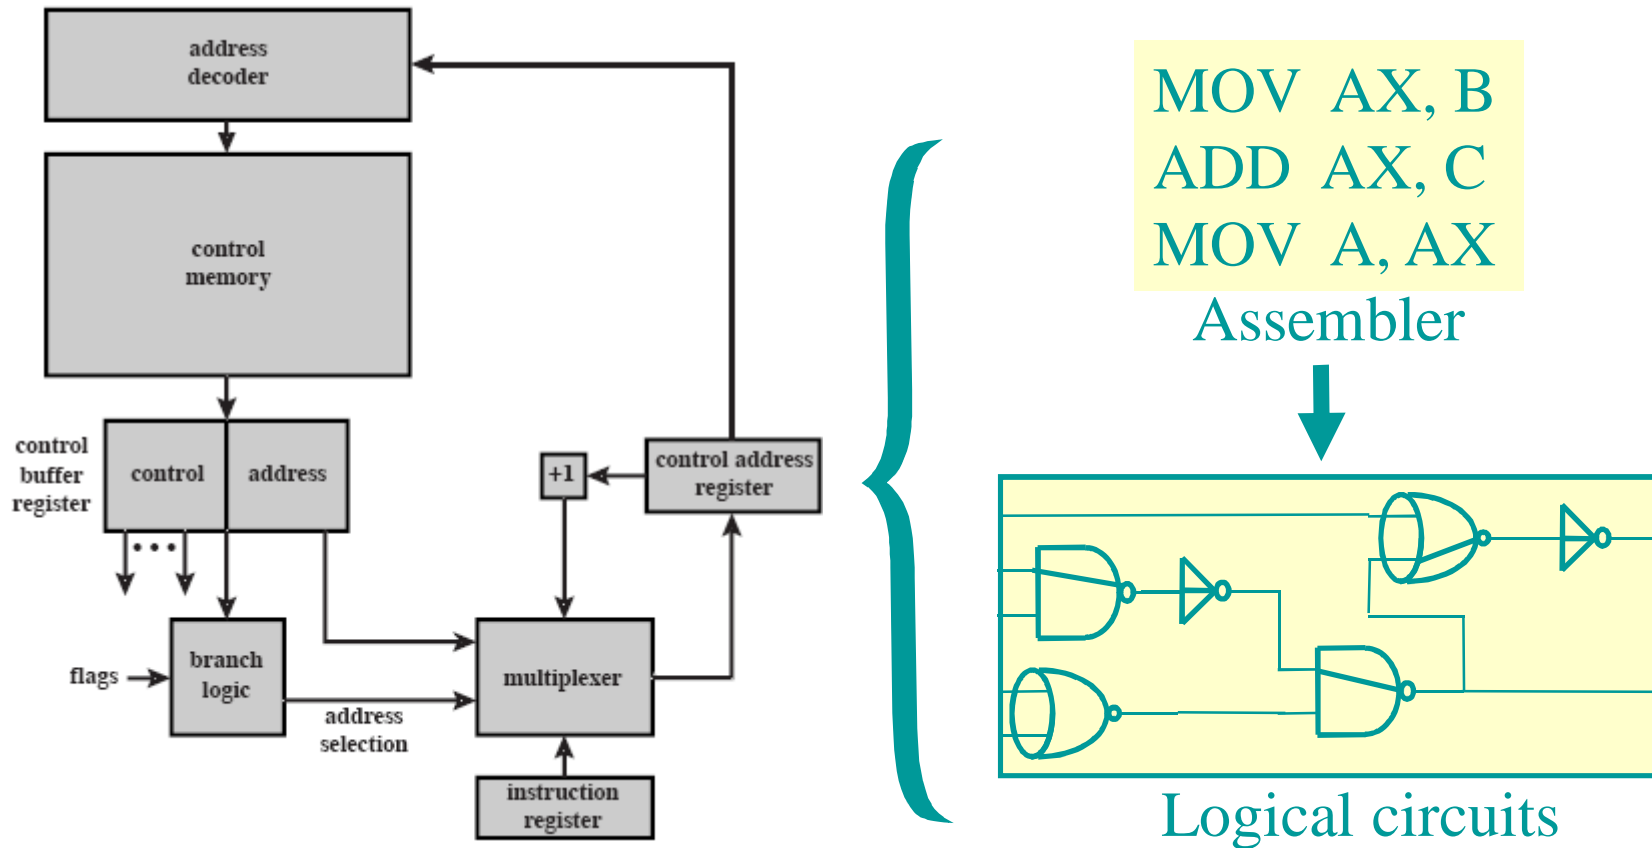 address
decoder
control
memory
control
buffer
register
control
address
+1
control address
register
flags
branch
logic
address
selection
multiplexer
instruction
register
MOV AX, B
ADD AX, C
MOV A, AX
Assembler
Logical circuits